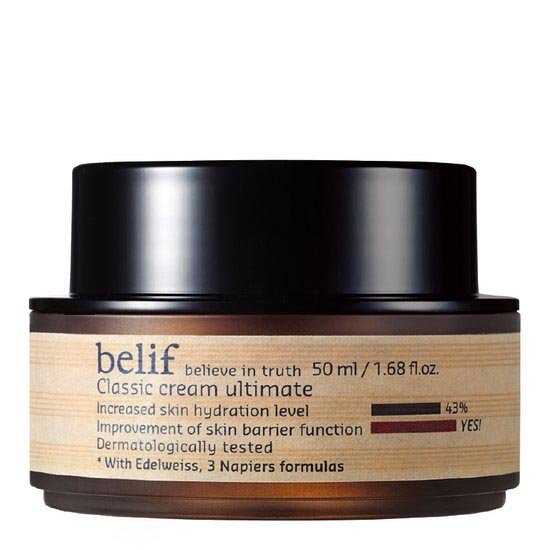 belif believe in truth 50 ml / 1.68 fl.oz.
Classic cream ultimate
Increased skin hydration level 43%
Improvement of skin barrier function YES!
Dermatologically tested
* With Edelweiss, 3 Napiers formulas